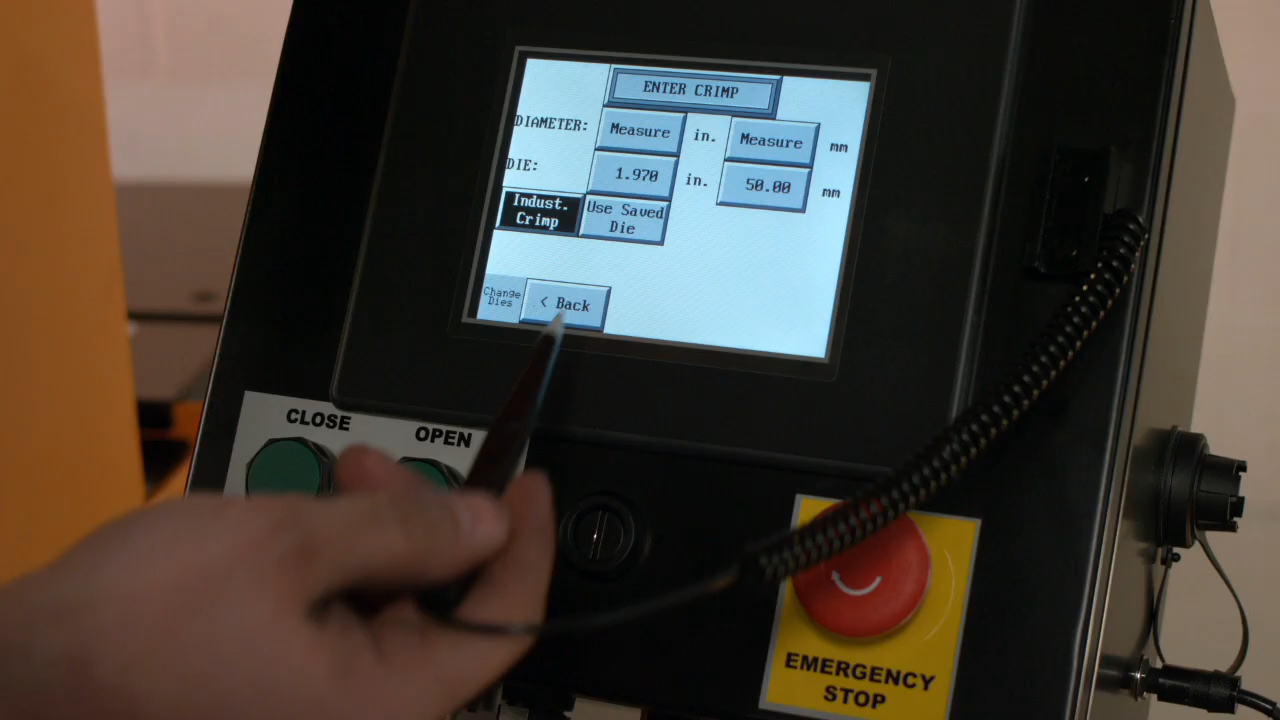 ENTER CRIMP
DIAMETER: Measure in. Measure mm
DIE: 1.970 in. 50.00 mm
Indust.
Crimp
Use Saved
Die
Change
Dies
< Back
CLOSE
OPEN
EMERGENCY
STOP